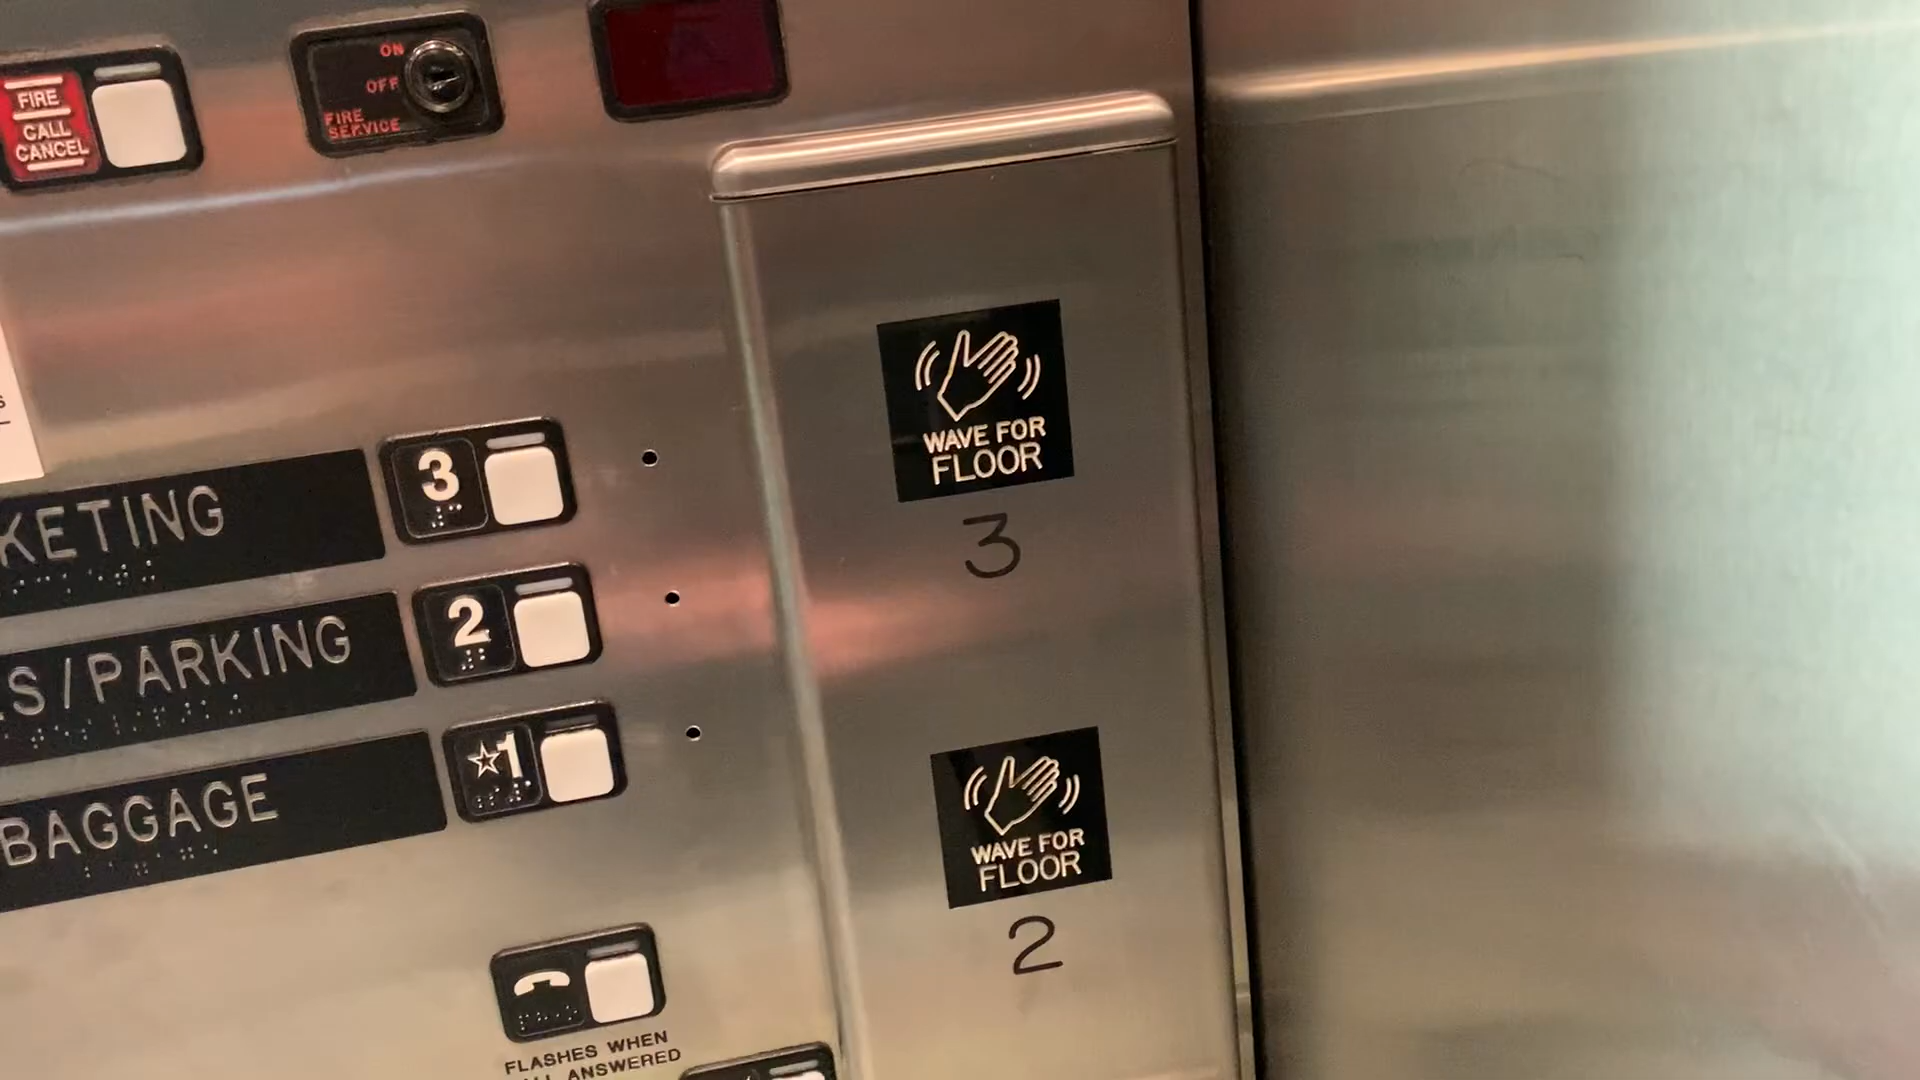 FIRE
CALL
CANCEL
ON
OFF
FIRE
SERVICE
KETING
3
S/PARKING
2
BAGGAGE
☆1
FLASHES WHEN
ANSWERED
WAVE FOR
FLOOR
3
WAVE FOR
FLOOR
2